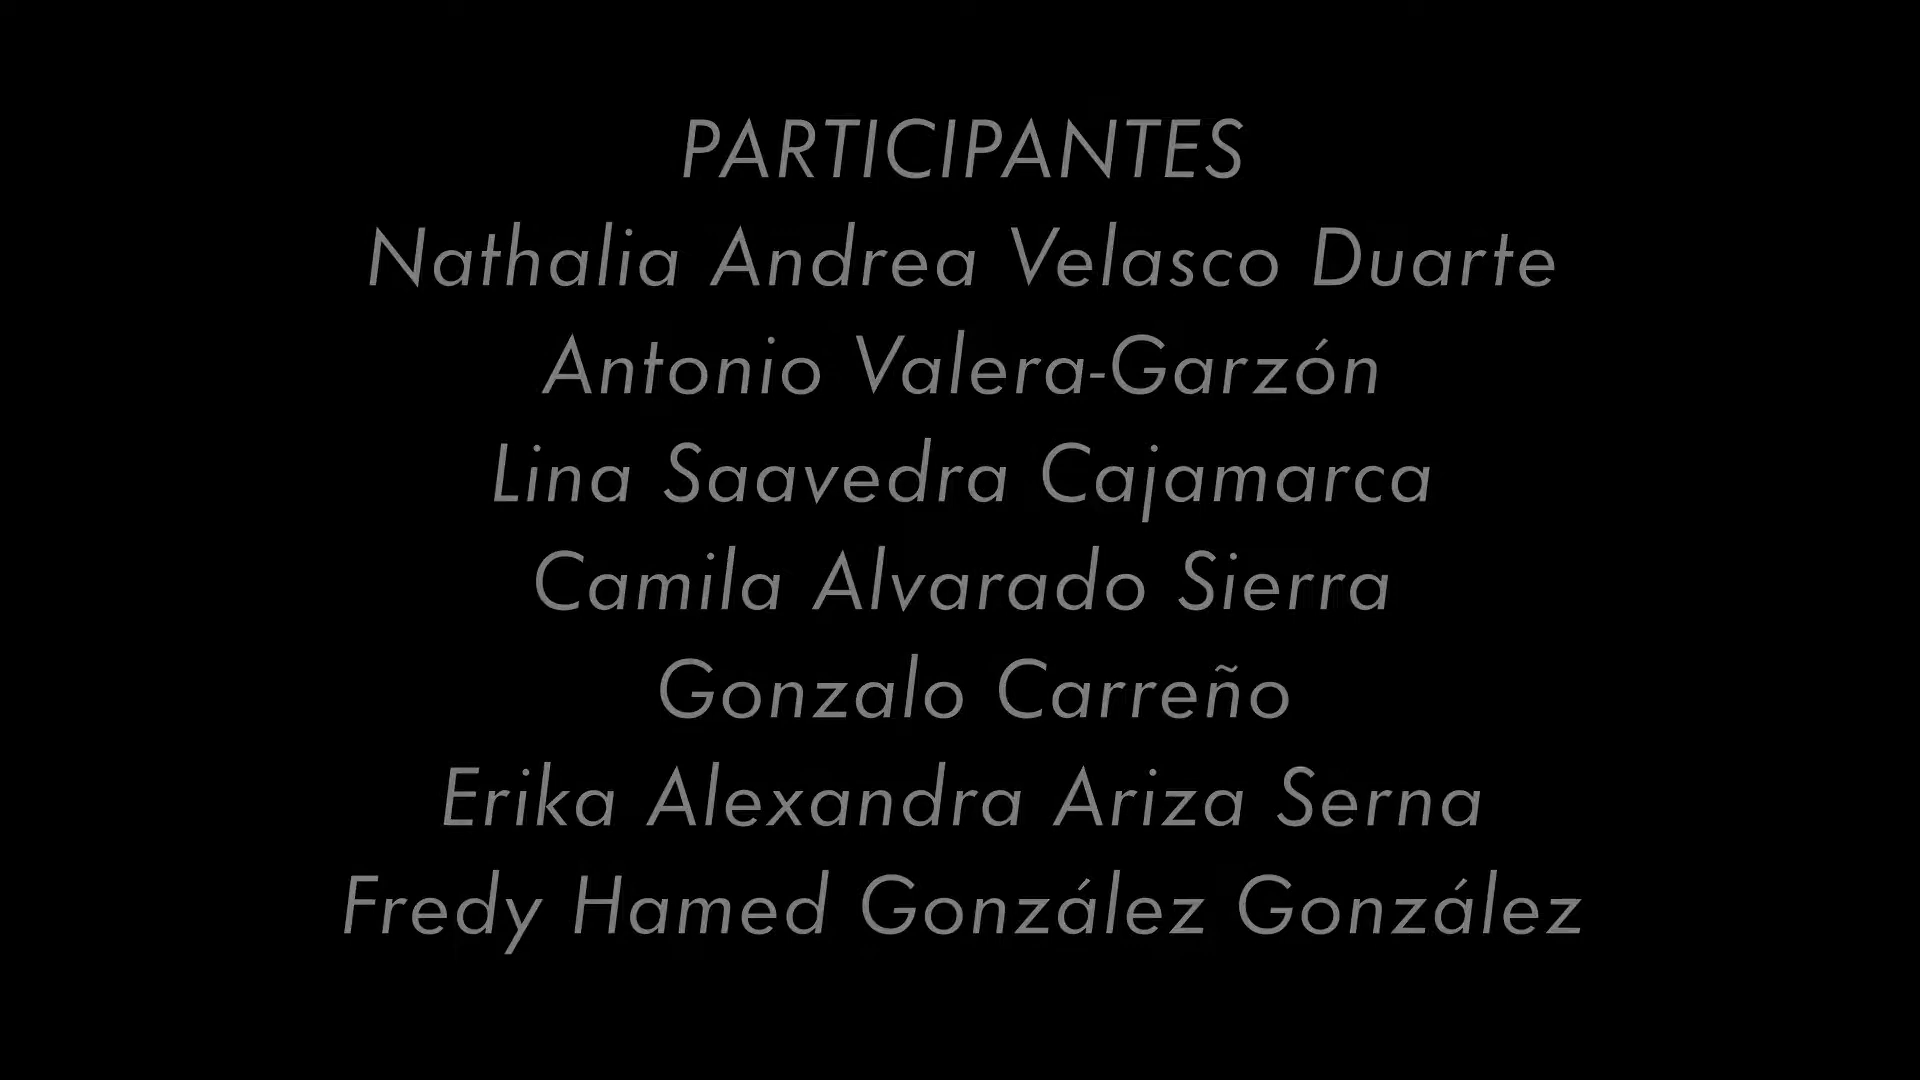 PARTICIPANTES
Nathalia Andrea Velasco Duarte
Antonio Valera-Garzón
Lina Saavedra Cajamarca
Camila Alvarado Sierra
Gonzalo Carreño
Erika Alexandra Ariza Serna
Fredy Hamed González González